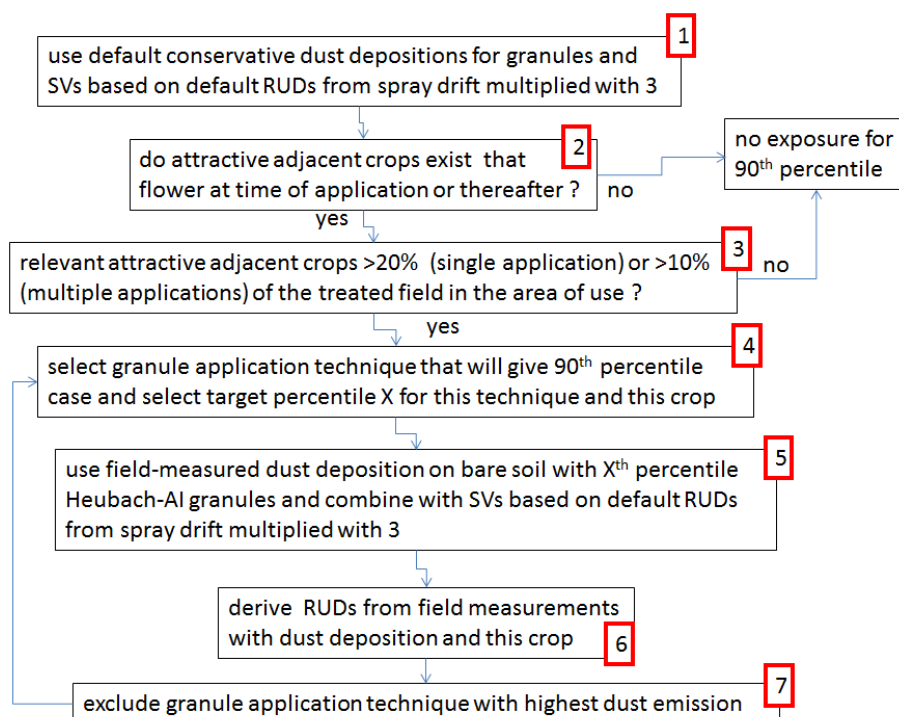 1
use default conservative dust depositions for granules and
SVs based on default RUDs from spray drift multiplied with 3
2
do attractive adjacent crops exist that
flower at time of application or thereafter ?
no
no exposure for
90th percentile
yes
3
relevant attractive adjacent crops >20% (single application) or >10%
(multiple applications) of the treated field in the area of use ?
no
yes
4
select granule application technique that will give 90th percentile
case and select target percentile X for this technique and this crop
5
use field-measured dust deposition on bare soil with Xth percentile
Heubach-AI granules and combine with SVs based on default RUDs
from spray drift multiplied with 3
derive RUDs from field measurements
with dust deposition and this crop
6
7
exclude granule application technique with highest dust emission